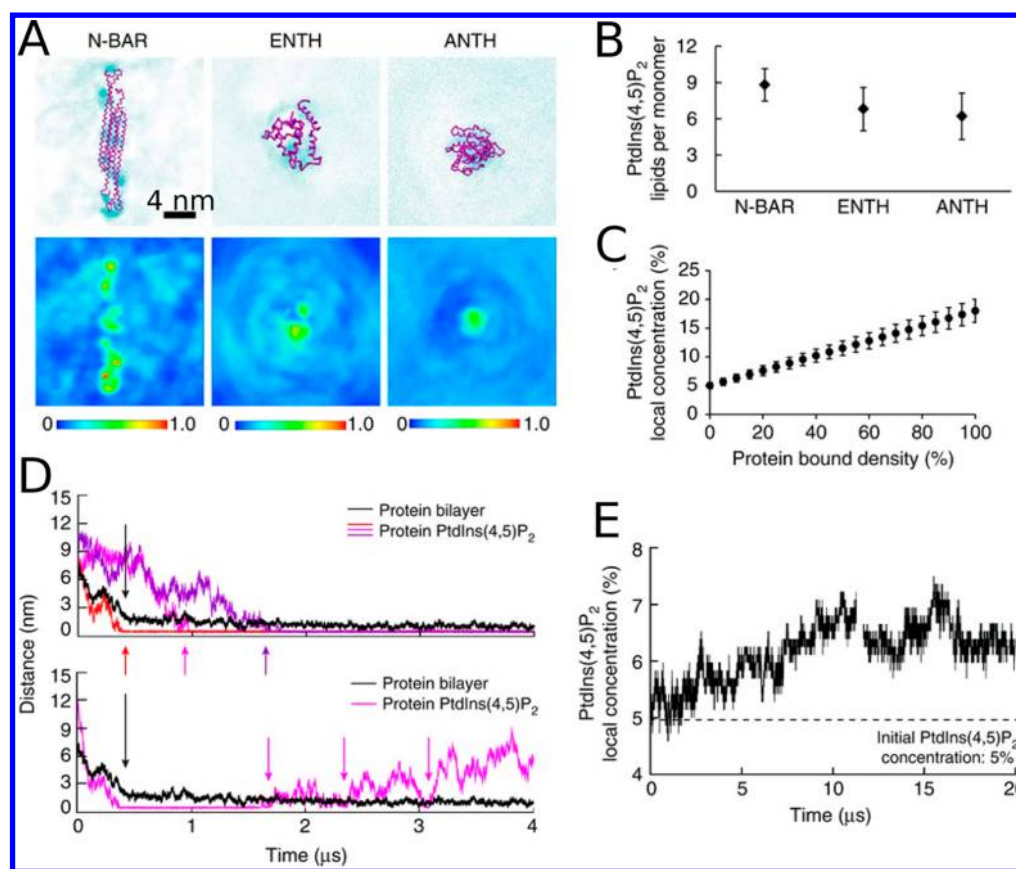 A
N-BAR
ENTH
ANTH
4 nm
0
1.0
0
1.0
0
1.0
B
PtdIns(4,5)P2
lipids per monomer
12
9
6
3
0
N-BAR
ENTH
ANTH
C
PtdIns(4,5)P2
local concentration (%)
25
20
15
10
5
0
0
20
40
60
80
100
Protein bound density (%)
D
Distance (nm)
15
12
9
6
3
0
Protein bilayer
Protein PtdIns(4,5)P2
15
12
9
6
3
0
Protein bilayer
Protein PtdIns(4,5)P2
0
1
2
3
4
Time (μs)
E
PtdIns(4,5)P2
local concentration (%)
8
7
6
5
4
Initial PtdIns(4,5)P2
concentration: 5%
0
5
10
15
20
Time (μs)